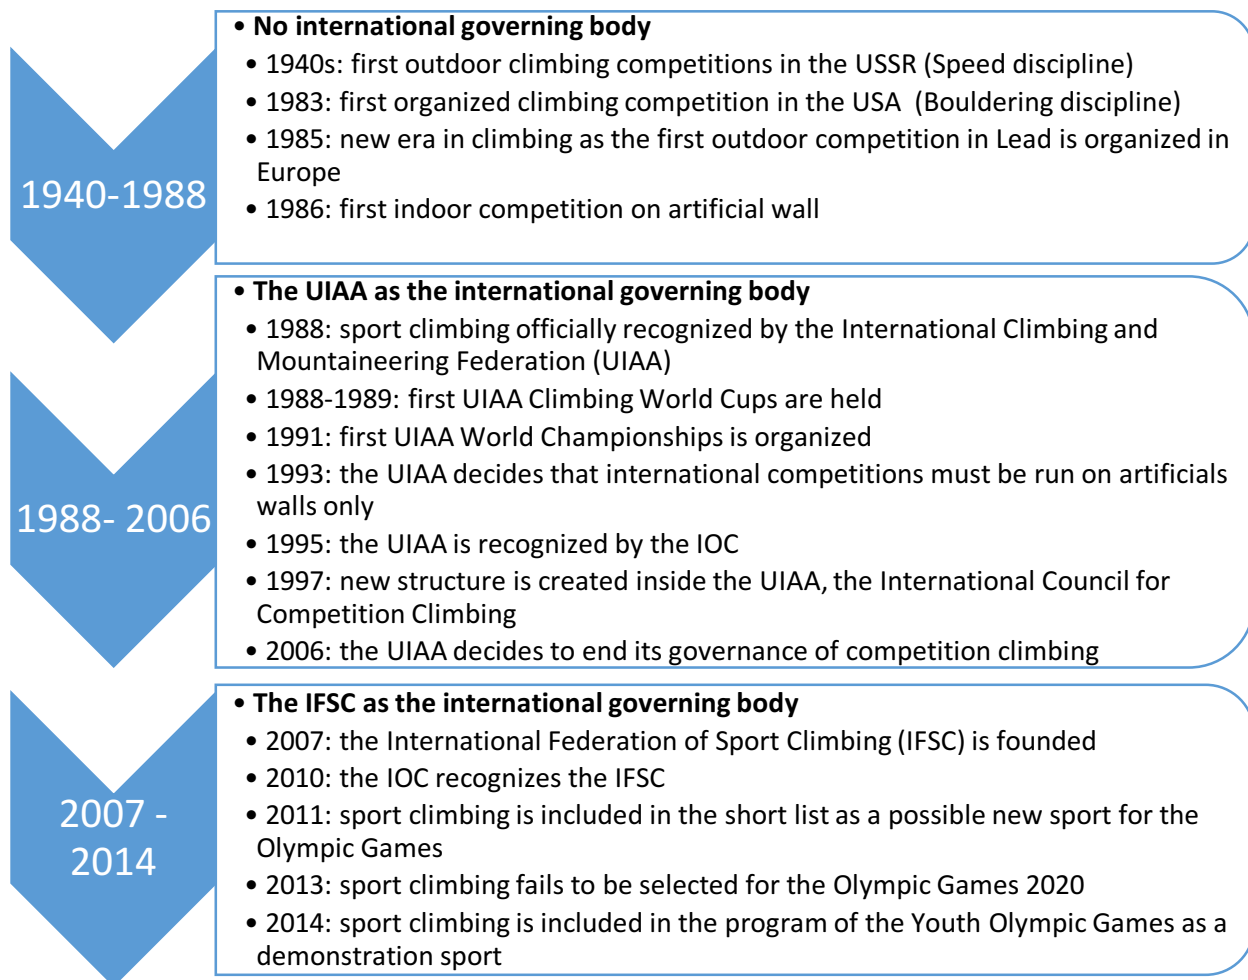 • No international governing body
• 1940s: first outdoor climbing competitions in the USSR (Speed discipline)
• 1983: first organized climbing competition in the USA  (Bouldering discipline)
• 1985: new era in climbing as the first outdoor competition in Lead is organized in
Europe
• 1986: first indoor competition on artificial wall
1940-1988
• The UIAA as the international governing body
• 1988: sport climbing officially recognized by the International Climbing and
Mountaineering Federation (UIAA)
• 1988-1989: first UIAA Climbing World Cups are held
• 1991: first UIAA World Championships is organized
• 1993: the UIAA decides that international competitions must be run on artificials
walls only
• 1995: the UIAA is recognized by the IOC
• 1997: new structure is created inside the UIAA, the International Council for
Competition Climbing
• 2006: the UIAA decides to end its governance of competition climbing
1988- 2006
• The IFSC as the international governing body
• 2007: the International Federation of Sport Climbing (IFSC) is founded
• 2010: the IOC recognizes the IFSC
• 2011: sport climbing is included in the short list as a possible new sport for the
Olympic Games
• 2013: sport climbing fails to be selected for the Olympic Games 2020
• 2014: sport climbing is included in the program of the Youth Olympic Games as a
demonstration sport
2007 -
2014